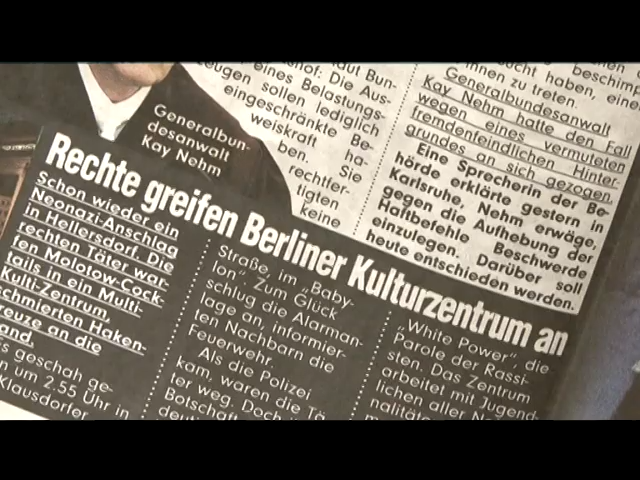 Generalbun-
desanwalt
Kay Nehm
laut Bun-
hof: Die Aus-
zeugen sollen lediglich
eines Belastungs-
eingeschränkte Be-
weiskraft ha-
ben. Sie
rechtfer-
tigten
keine
beschimp
sucht haben, eine
innen zu treten.
Generalbundesanwalt
Kay Nehm hatte den Fall
wegen eines vermuteten
fremdenfeindlichen Hinter-
grundes an sich gezogen.
Eine Sprecherin der Be-
hörde erklärte gestern in
Karlsruhe, Nehm erwäge,
gegen die Aufhebung der
Haftbefehle Beschwerde
einzulegen. Darüber soll
heute entschieden werden.
Rechte greifen Berliner Kulturzentrum an
Schon wieder ein
Neonazi-Anschlag
in Hellersdorf. Die
rechten Täter war-
fen Molotow-Cock-
tails in ein Multi-
Kulti-Zentrum,
schmierten Haken-
kreuze an die
and.
s geschah ge-
n um 2.55 Uhr in
Klausdorfer
Straße, im "Baby-
lon". Zum Glück
schlug die Alarman-
lage an, informier-
ten Nachbarn die
Feuerwehr.
Als die Polizei
kam, waren die Tä-
ter weg. Doch
Botschaft
„White Power", die
Parole der Rassi-
sten. Das Zentrum
arbeitet mit Jugend-
lichen aller Na-
nalitäte